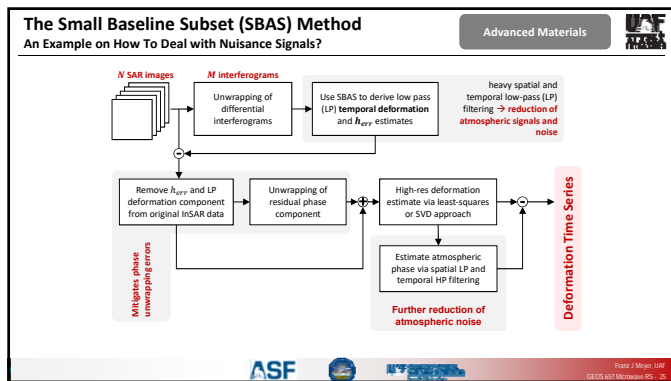 The Small Baseline Subset (SBAS) Method
An Example on How To Deal with Nuisance Signals?
Advanced Materials
UAF
N SAR images
M interferograms
Unwrapping of
differential
interferograms
Use SBAS to derive low pass
(LP) temporal deformation
and h_err estimates
heavy spatial and
temporal low-pass (LP)
filtering → reduction of
atmospheric signals and
noise
Remove h_err and LP
deformation component
from original InSAR data
Unwrapping of
residual phase
component
High-res deformation
estimate via least-squares
or SVD approach
Estimate atmospheric
phase via spatial LP and
temporal HP filtering
Mitigates phase
unwrapping errors
Further reduction of
atmospheric noise
Deformation Time Series
ASF
Franz J Meyer, UAF
GEOS 657 Microwave RS - 25